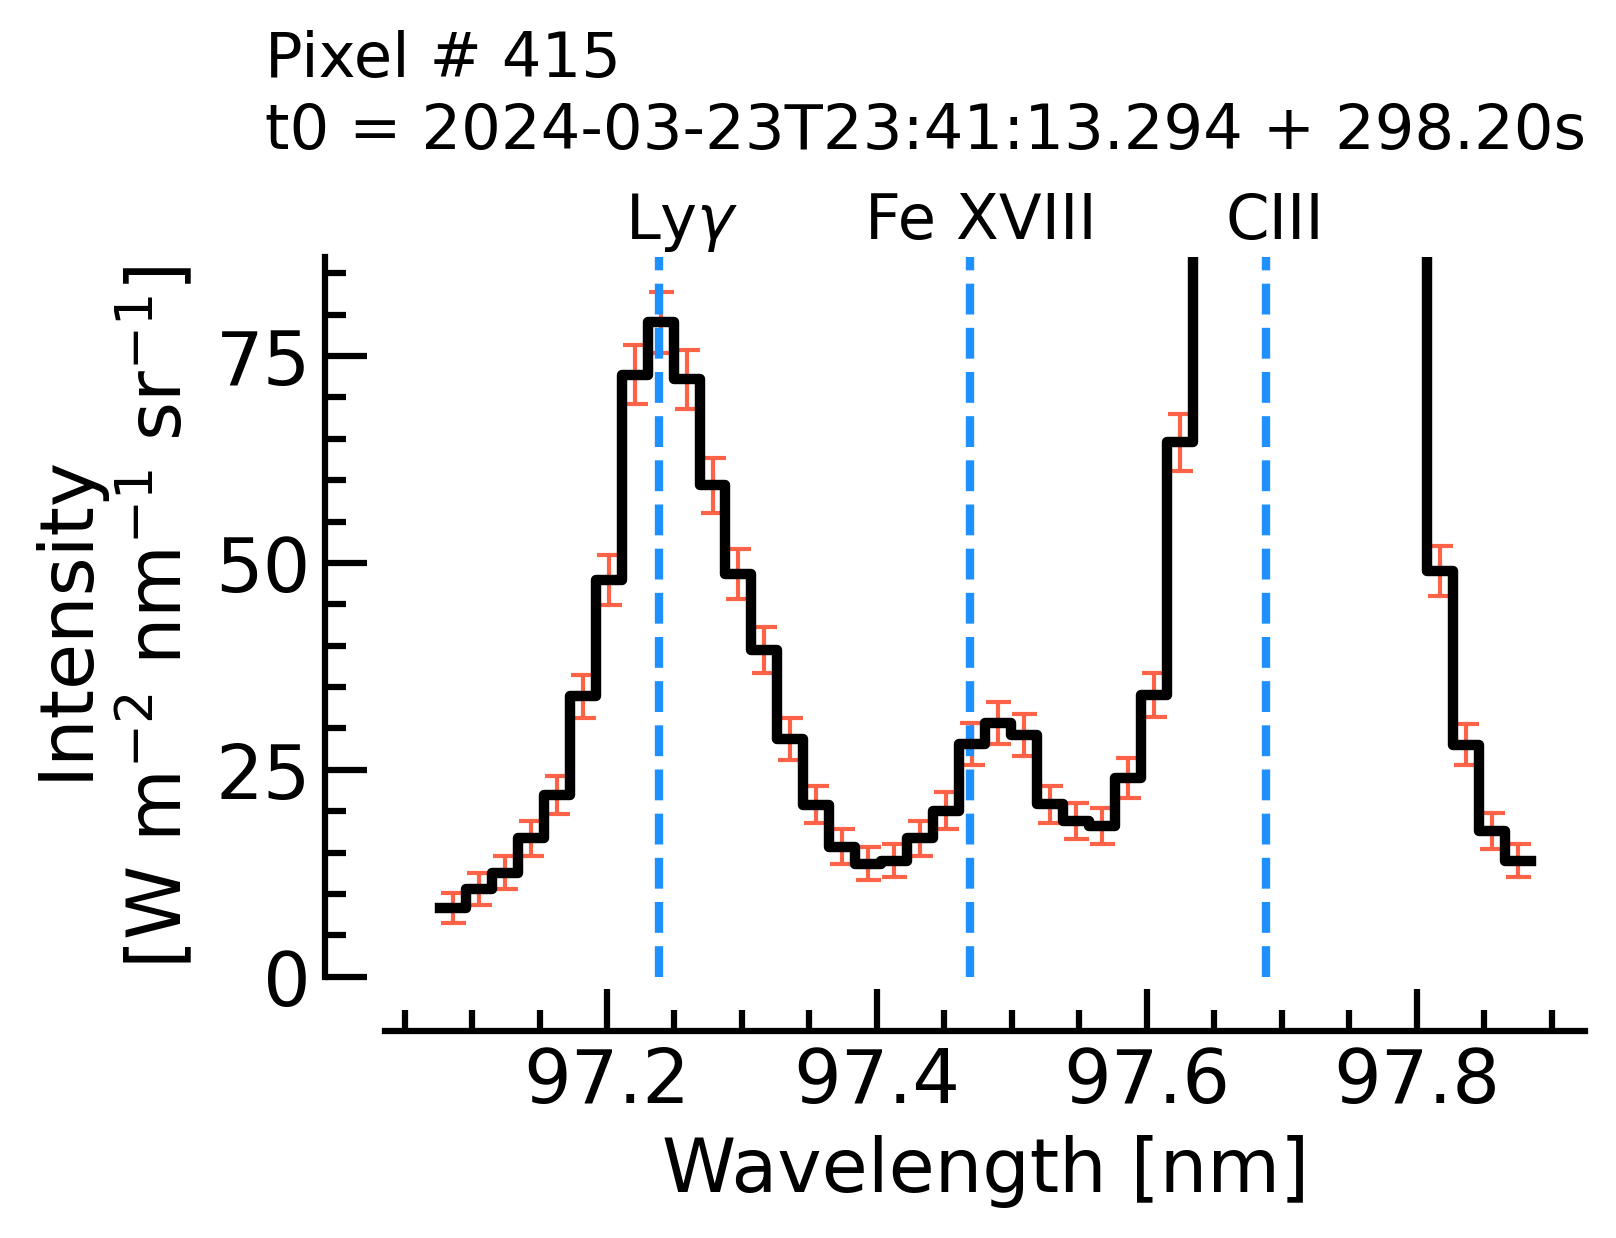 Pixel # 415
t0 = 2024-03-23T23:41:13.294 + 298.20s
Lyγ Fe XVIII CIII
Intensity
[W m⁻² nm⁻¹ sr⁻¹]
75
50
25
0
97.2 97.4 97.6 97.8
Wavelength [nm]